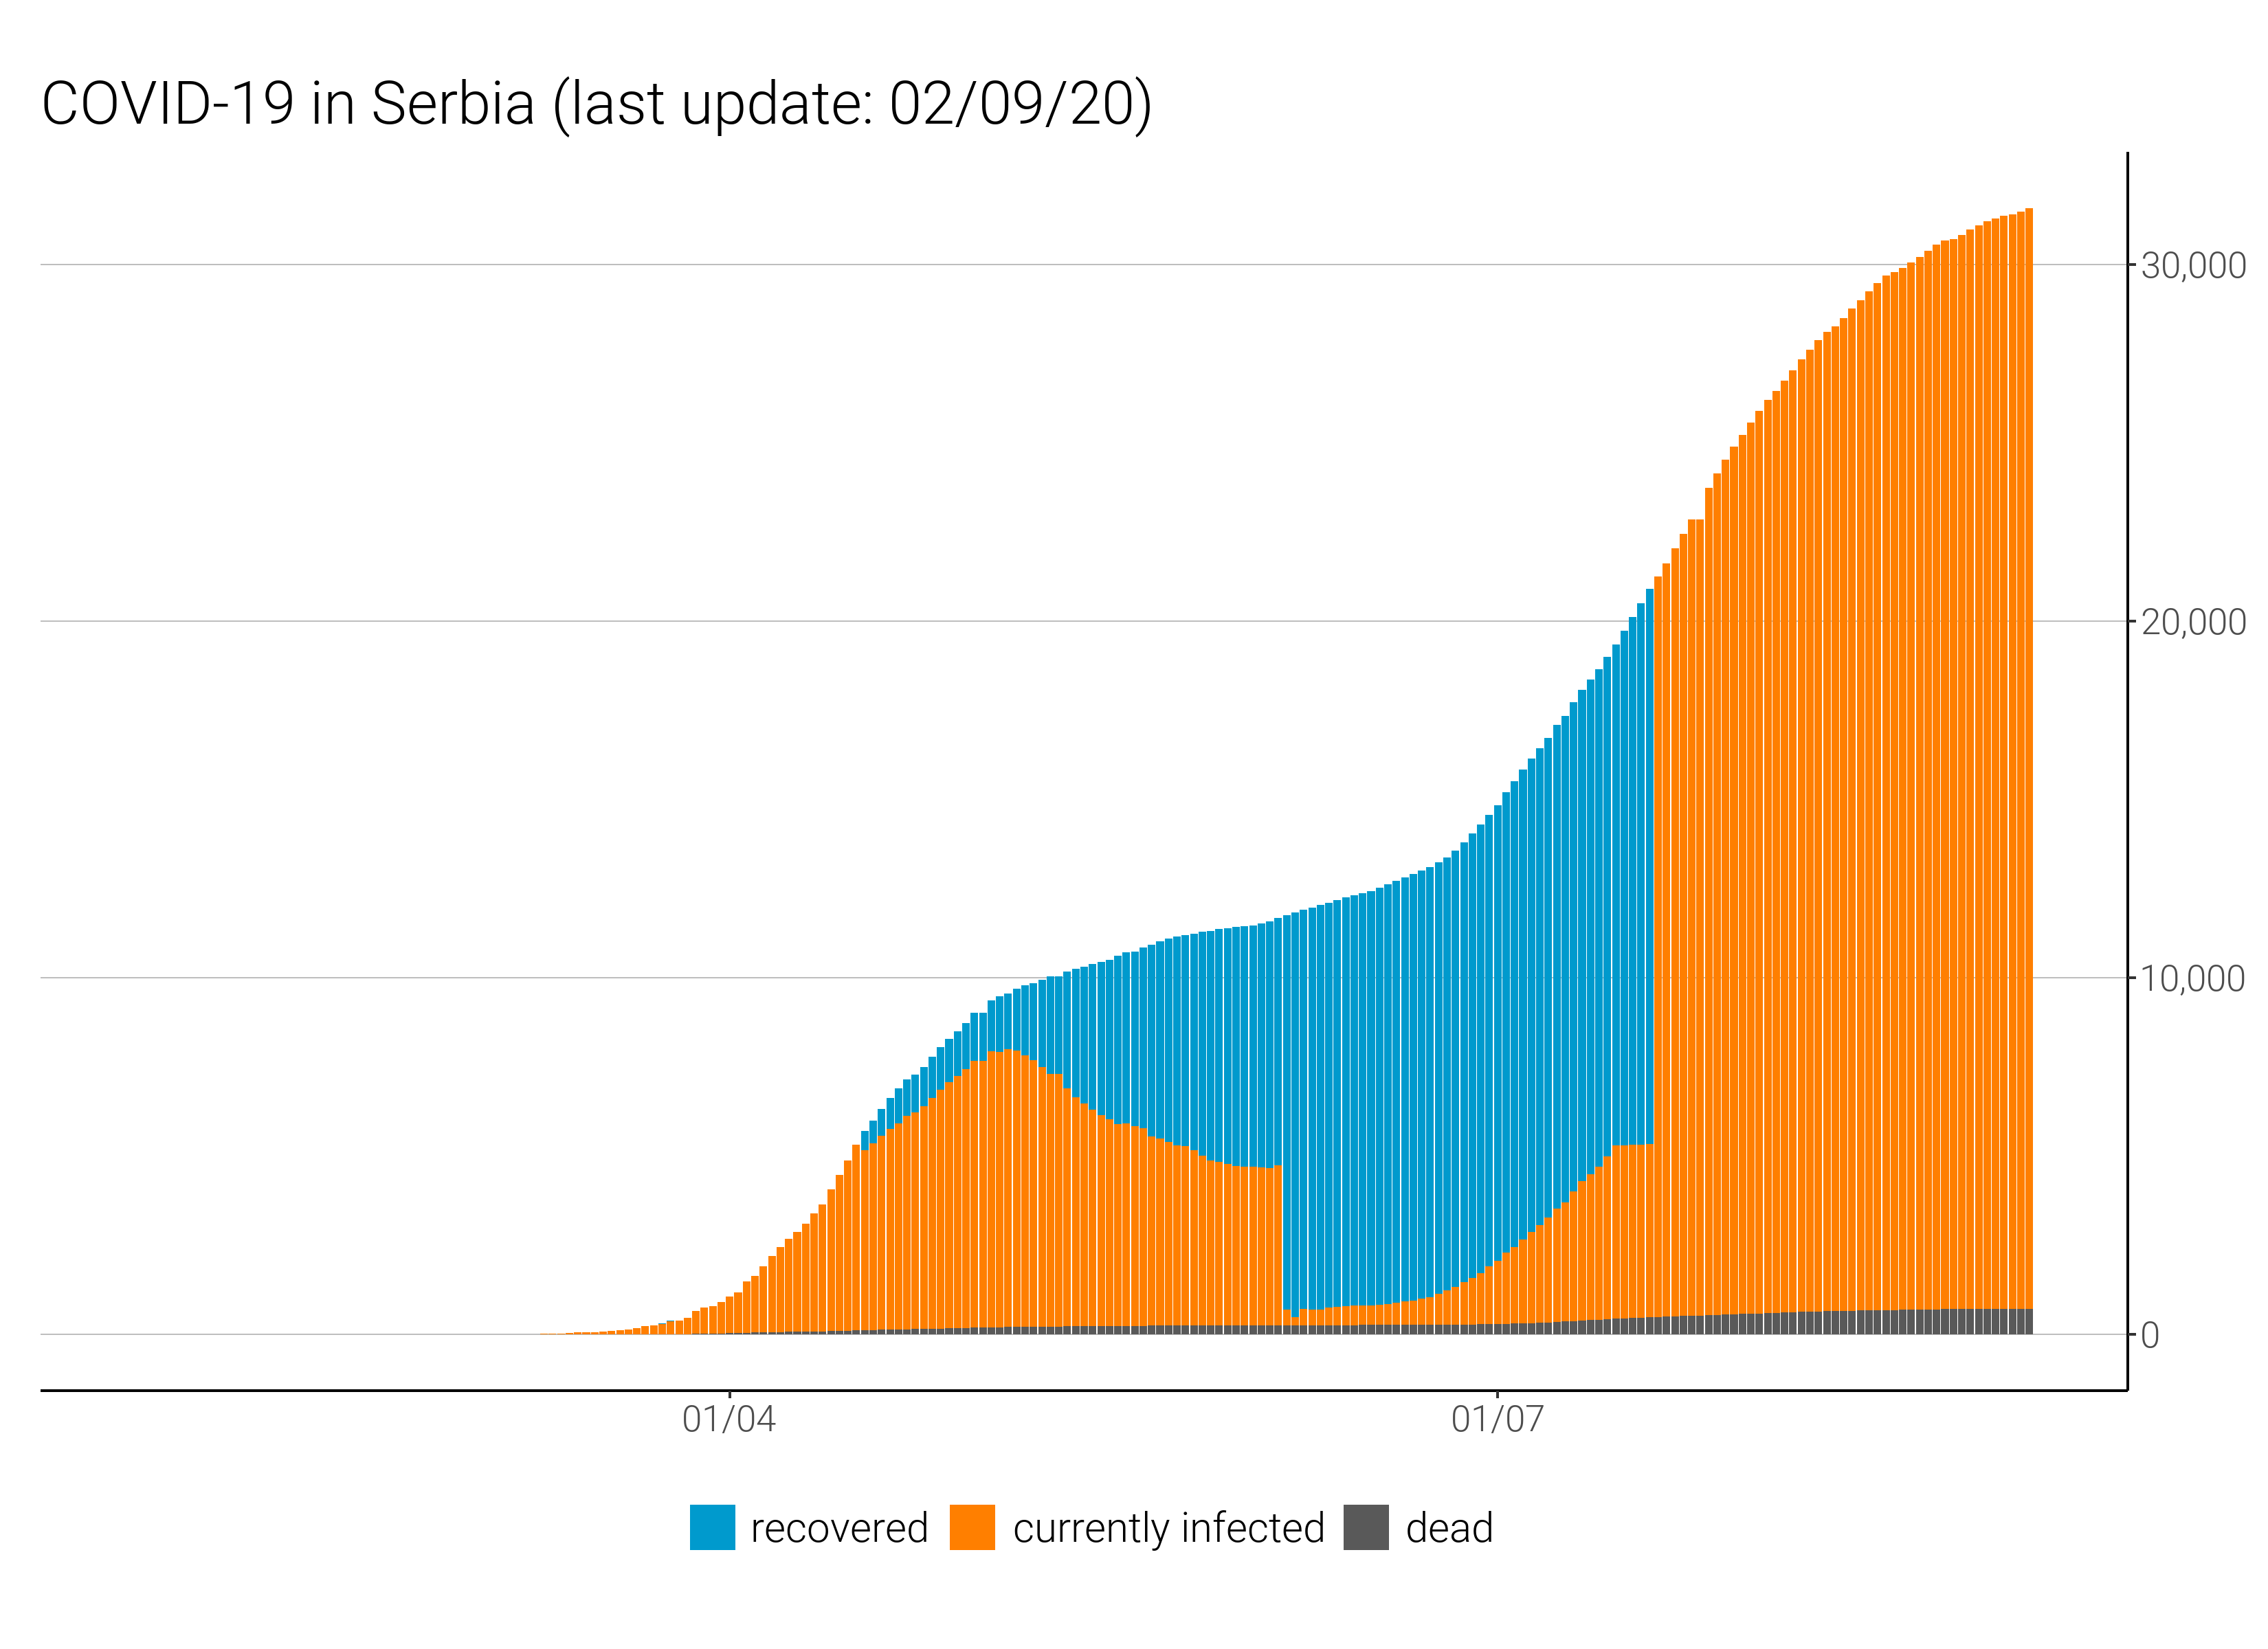 COVID-19 in Serbia (last update: 02/09/20)
30,000
20,000
10,000
0
01/04 01/07
recovered currently infected dead